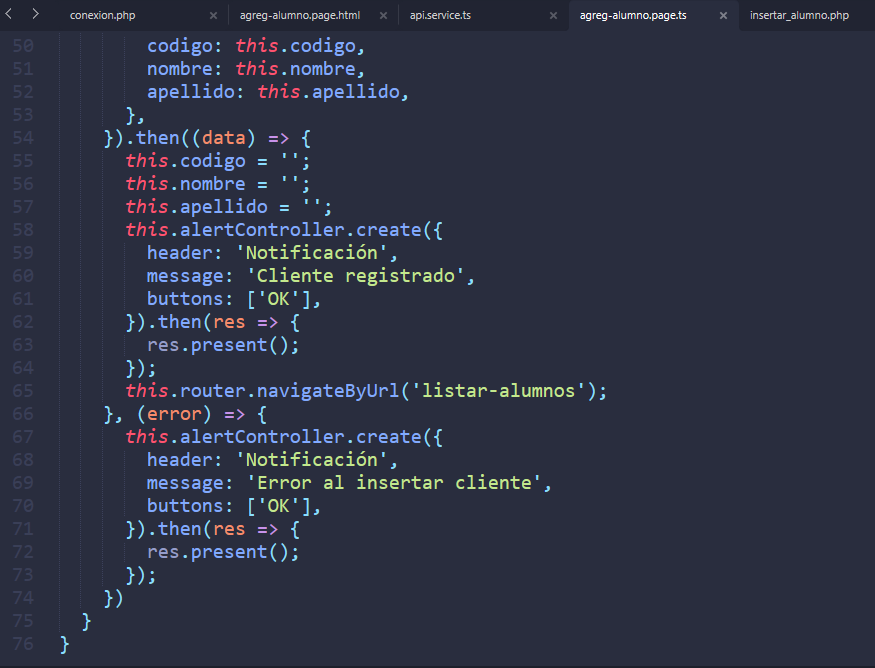 conexion.php × agreg-alumno.page.html × api.service.ts × agreg-alumno.page.ts × insertar_alumno.php
50 codigo: this.codigo,
51 nombre: this.nombre,
52 apellido: this.apellido,
53 },
54 }).then((data) => {
55 this.codigo = '';
56 this.nombre = '';
57 this.apellido = '';
58 this.alertController.create({
59 header: 'Notificación',
60 message: 'Cliente registrado',
61 buttons: ['OK'],
62 }).then(res => {
63 res.present();
64 });
65 this.router.navigateByUrl('listar-alumnos');
66 }, (error) => {
67 this.alertController.create({
68 header: 'Notificación',
69 message: 'Error al insertar cliente',
70 buttons: ['OK'],
71 }).then(res => {
72 res.present();
73 });
74 })
75 }
76 }